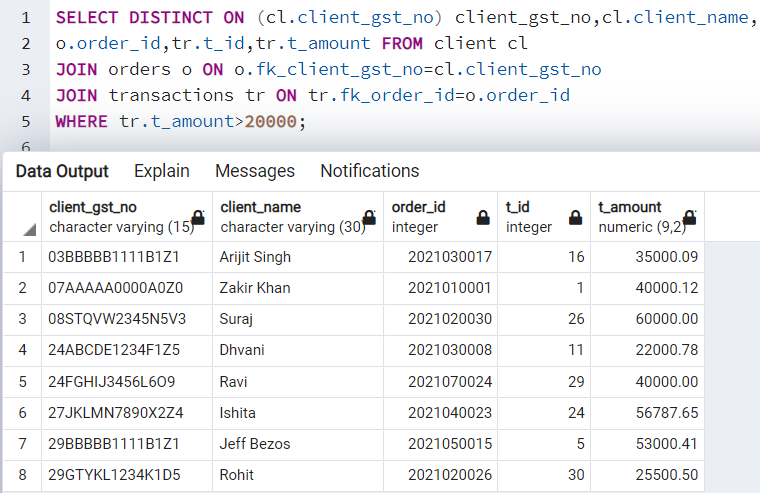 1 SELECT DISTINCT ON (cl.client_gst_no) client_gst_no,cl.client_name,
2 o.order_id,tr.t_id,tr.t_amount FROM client cl
3 JOIN orders o ON o.fk_client_gst_no=cl.client_gst_no
4 JOIN transactions tr ON tr.fk_order_id=o.order_id
5 WHERE tr.t_amount>20000;
6
Data Output Explain Messages Notifications
client_gst_no client_name order_id t_id t_amount
character varying (15) character varying (30) integer integer numeric (9,2)
1 03BBBBB1111B1Z1 Arijit Singh 2021030017 16 35000.09
2 07AAAAA0000A0Z0 Zakir Khan 2021010001 1 40000.12
3 08STQVW2345N5V3 Suraj 2021020030 26 60000.00
4 24ABCDE1234F1Z5 Dhvani 2021030008 11 22000.78
5 24FGHIJ3456L6O9 Ravi 2021070024 29 40000.00
6 27JKLMN7890X2Z4 Ishita 2021040023 24 56787.65
7 29BBBBB1111B1Z1 Jeff Bezos 2021050015 5 53000.41
8 29GTYKL1234K1D5 Rohit 2021020026 30 25500.50